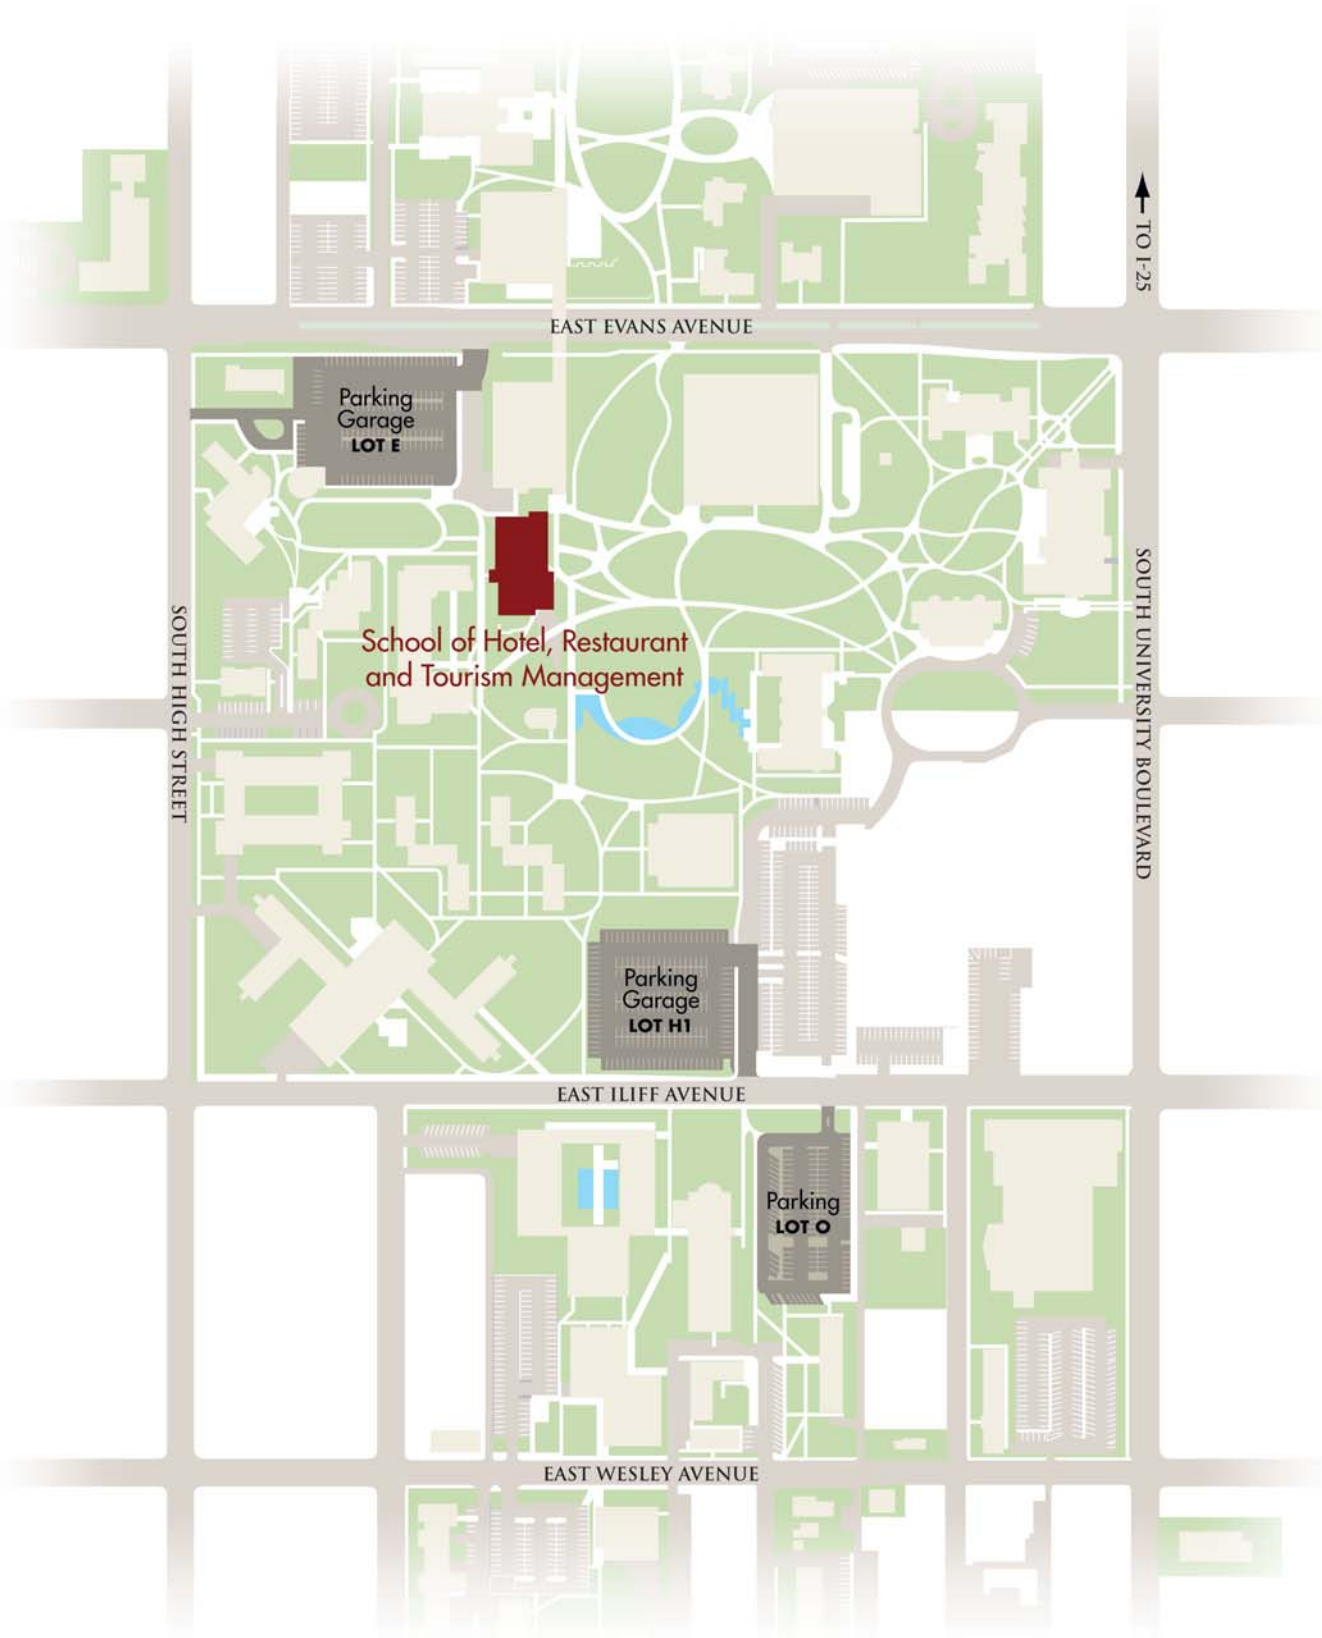 TO I-25
EAST EVANS AVENUE
Parking
Garage
LOT E
SOUTH HIGH STREET
School of Hotel, Restaurant
and Tourism Management
SOUTH UNIVERSITY BOULEVARD
Parking
Garage
LOT H1
EAST ILIFF AVENUE
Parking
LOT O
EAST WESLEY AVENUE